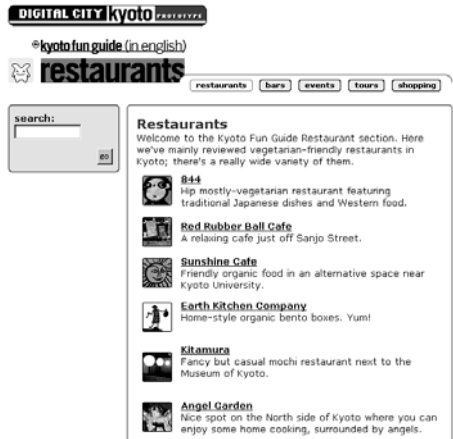 DIGITAL CITY kyoto PROTOTYPE
kyoto fun guide (in english)
restaurants
restaurants bars events tours shopping
search:
GO
Restaurants
Welcome to the Kyoto Fun Guide Restaurant section. Here
we've mainly reviewed vegetarian-friendly restaurants in
Kyoto; there's a really wide variety of them.
844
Hip mostly-vegetarian restaurant featuring
traditional Japanese dishes and Western food.
Red Rubber Ball Cafe
A relaxing cafe just off Sanjo Street.
Sunshine Cafe
Friendly organic food in an alternative space near
Kyoto University.
Earth Kitchen Company
Home-style organic bento boxes. Yum!
Kitamura
Fancy but casual mochi restaurant next to the
Museum of Kyoto.
Angel Garden
Nice spot on the North side of Kyoto where you can
enjoy some home cooking, surrounded by angels.